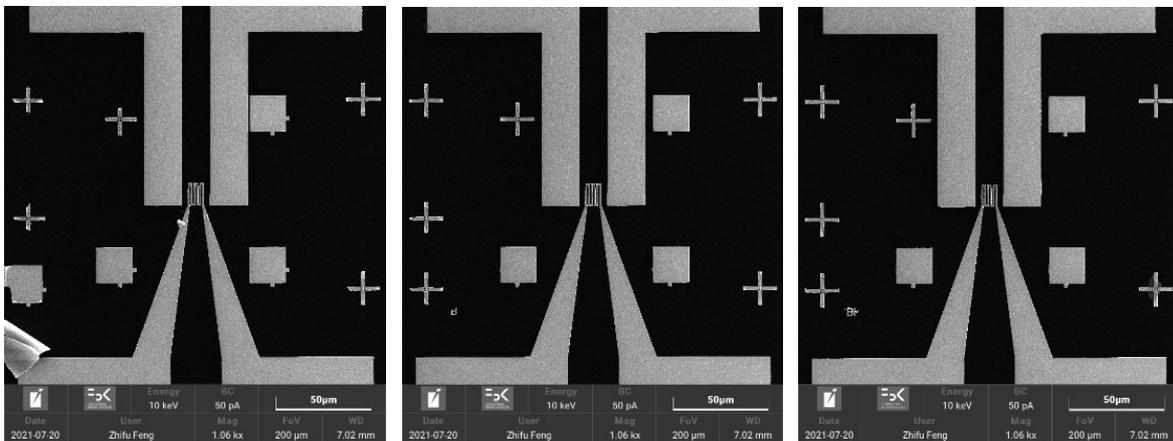 Energy BC 50µm
10 keV 50 pA
Date User Mag FoV WD
2021-07-20 Zhifu Feng 1.06 kx 200 µm 7.02 mm
Energy BC 50µm
10 keV 50 pA
Date User Mag FoV WD
2021-07-20 Zhifu Feng 1.06 kx 200 µm 7.02 mm
Energy BC 50µm
10 keV 50 pA
Date User Mag FoV WD
2021-07-20 Zhifu Feng 1.06 kx 200 µm 7.02 mm